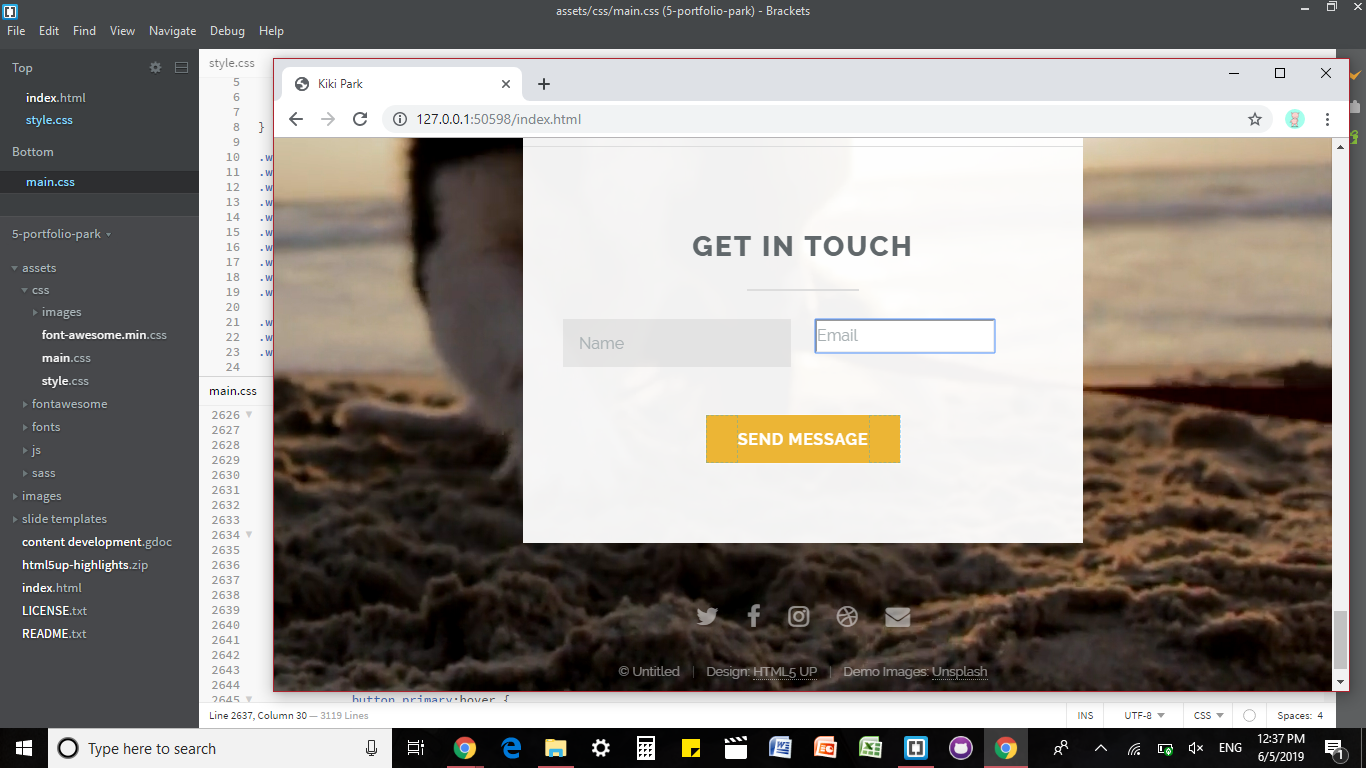 assets/css/main.css (5-portfolio-park) - Brackets
File Edit Find View Navigate Debug Help
Top
index.html
style.css
Bottom
main.css
5-portfolio-park
assets
css
images
font-awesome.min.css
main.css
style.css
fontawesome
fonts
js
sass
images
slide templates
content development.gdoc
html5up-highlights.zip
index.html
LICENSE.txt
README.txt
style.css
5
6
7
8 }
9
10 .w
11 .w
12 .w
13 .w
14 .w
15 .w
16 .w
17 .w
18 .w
19 .w
20
21 .w
22 .w
23 .w
24
main.css
2626
2627
2628
2629
2630
2631
2632
2633
2634
2635
2636
2637
2638
2639
2640
2641
2642
2643
2644
2645 button.primary:hover {
Kiki Park
127.0.0.1:50598/index.html
GET IN TOUCH
Name Email
SEND MESSAGE
© Untitled | Design: HTML5 UP | Demo Images: Unsplash
Line 2637, Column 30 — 3119 Lines INS UTF-8 CSS Spaces: 4
Type here to search ENG 12:37 PM
6/5/2019 1